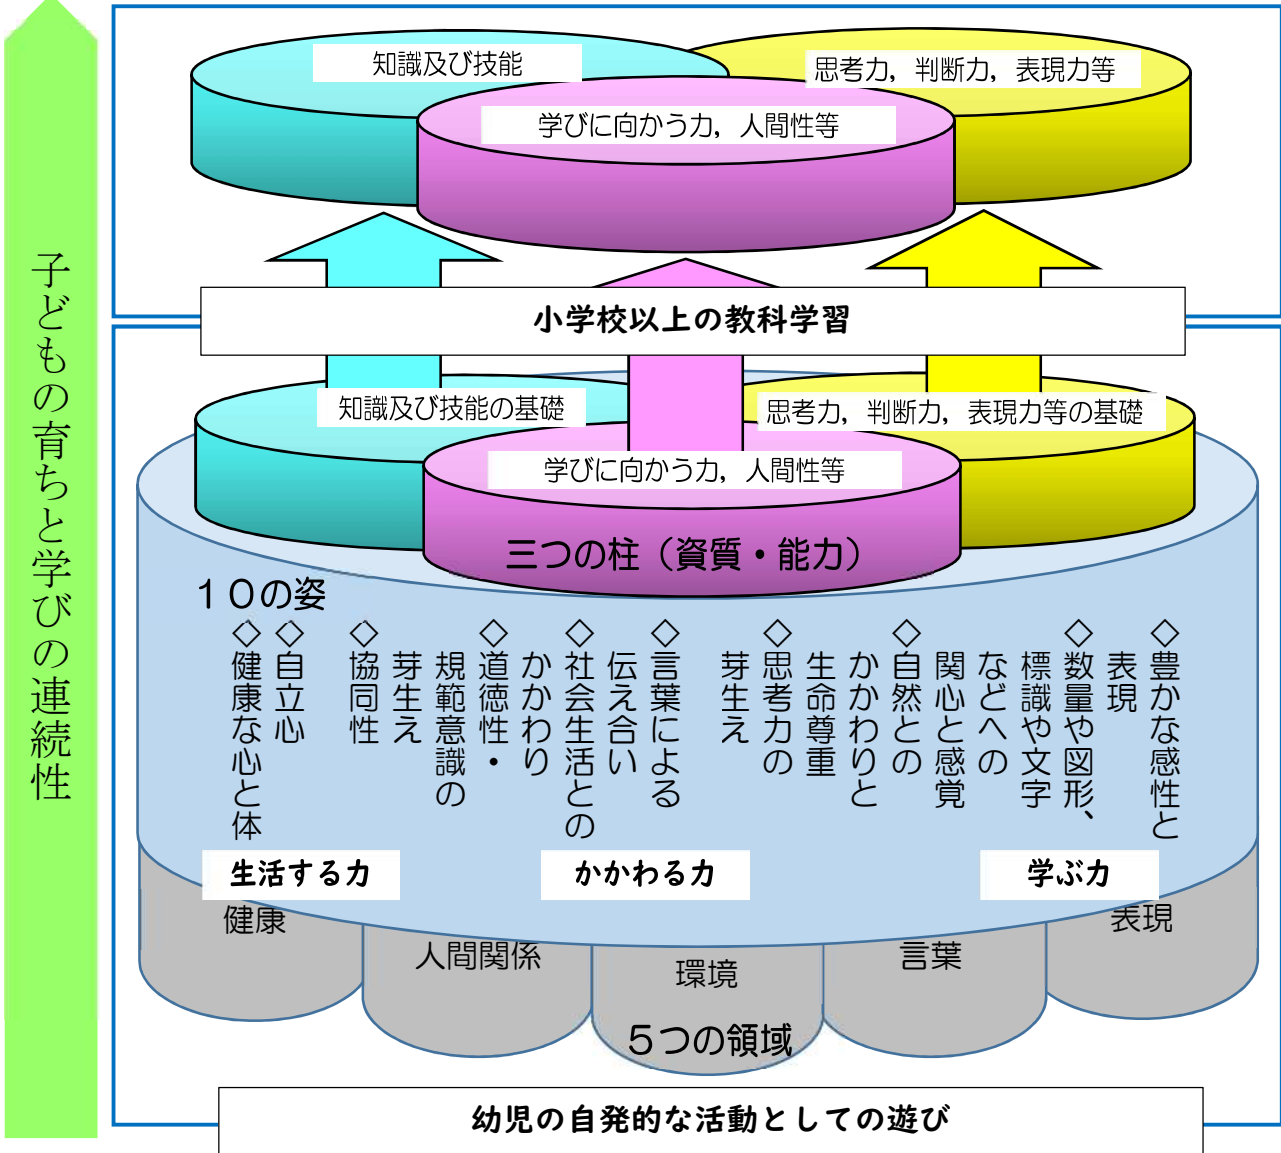 子どもの育ちと学びの連続性
知識及び技能
思考力，判断力，表現力等
学びに向かう力，人間性等
小学校以上の教科学習
知識及び技能の基礎
思考力，判断力，表現力等の基礎
学びに向かう力，人間性等
三つの柱（資質・能力）
１０の姿
◇健康な心と体
◇自立心
◇協同性
◇道徳性・
規範意識の
芽生え
◇社会生活との
かかわり
◇言葉による
伝え合い
◇思考力の
芽生え
◇自然との
かかわりと
生命尊重
◇数量や図形、
標識や文字
などへの
関心と感覚
◇豊かな感性と
表現
生活する力
かかわる力
学ぶ力
健康
人間関係
環境
言葉
表現
５つの領域
幼児の自発的な活動としての遊び